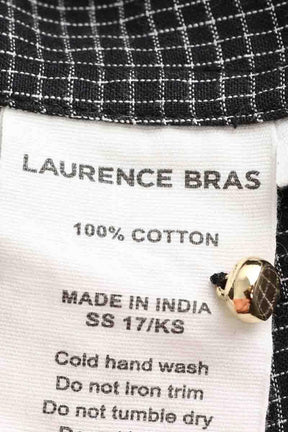 LAURENCE BRAS
100% COTTON
MADE IN INDIA
SS 17/KS
Cold hand wash
Do not iron trim
Do not tumble dry